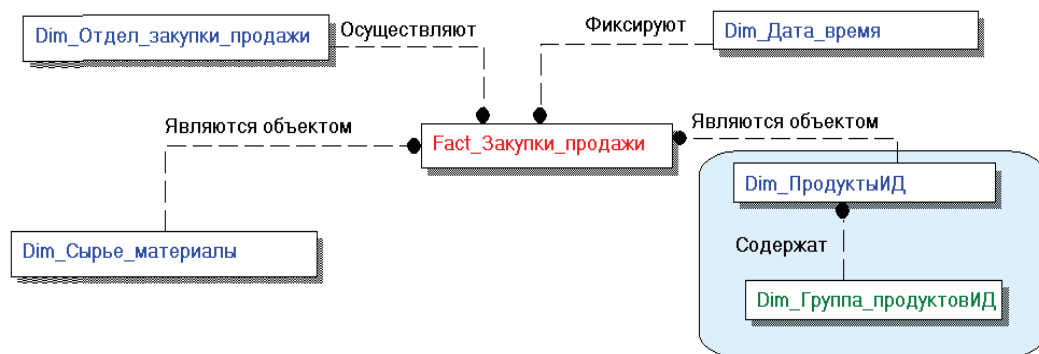 Dim_Отдел_закупки_продажи
Осуществляют
Фиксируют
Dim_Дата_время
Являются объектом
Fact_Закупки_продажи
Являются объектом
Dim_ПродуктыИД
Dim_Сырье_материалы
Содержат
Dim_Группа_продуктовИД